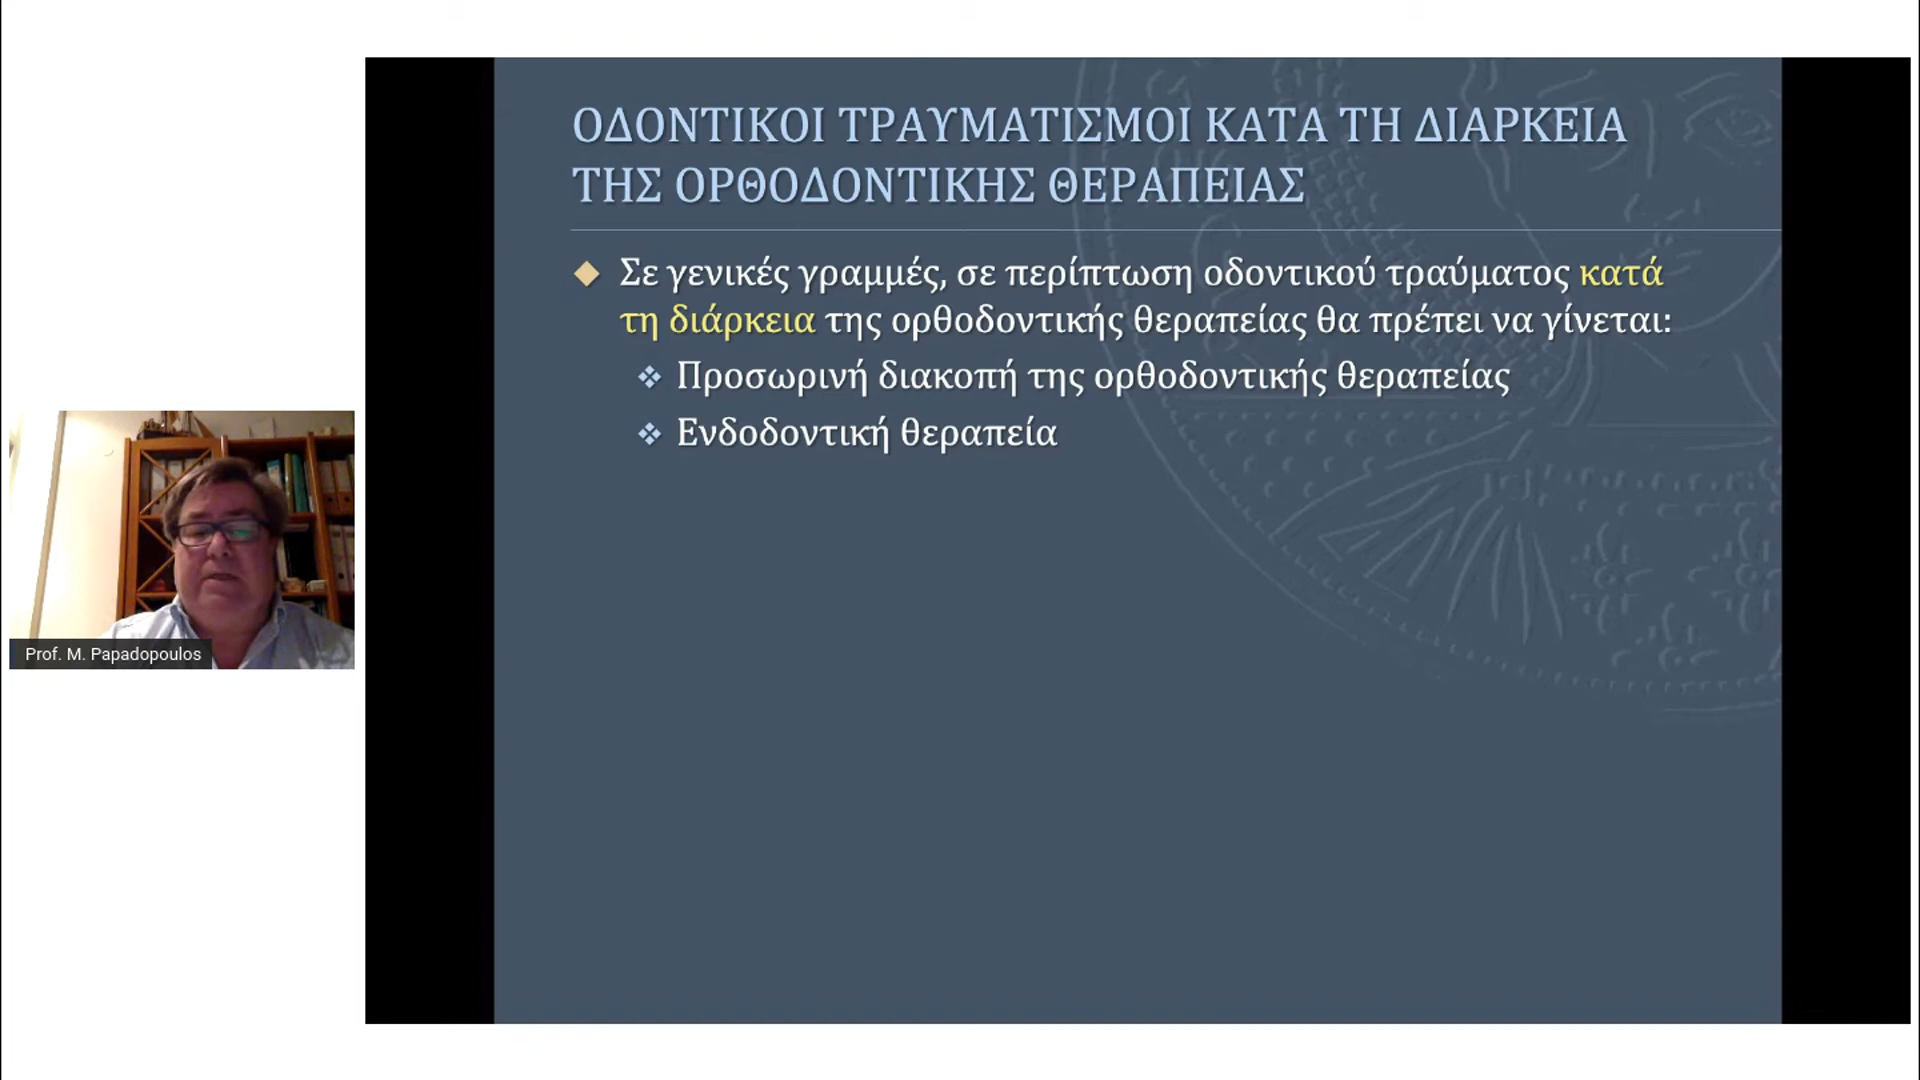 ΟΔΟΝΤΙΚΟΙ ΤΡΑΥΜΑΤΙΣΜΟΙ ΚΑΤΑ ΤΗ ΔΙΑΡΚΕΙΑ
ΤΗΣ ΟΡΘΟΔΟΝΤΙΚΗΣ ΘΕΡΑΠΕΙΑΣ
Σε γενικές γραμμές, σε περίπτωση οδοντικού τραύματος κατά
τη διάρκεια της ορθοδοντικής θεραπείας θα πρέπει να γίνεται:
Προσωρινή διακοπή της ορθοδοντικής θεραπείας
Ενδοδοντική θεραπεία
Prof. M. Papadopoulos